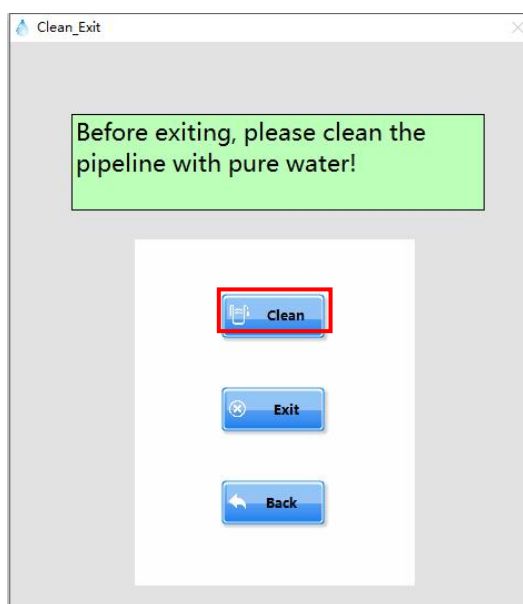 Clean_Exit
Before exiting, please clean the
pipeline with pure water!
Clean
Exit
Back